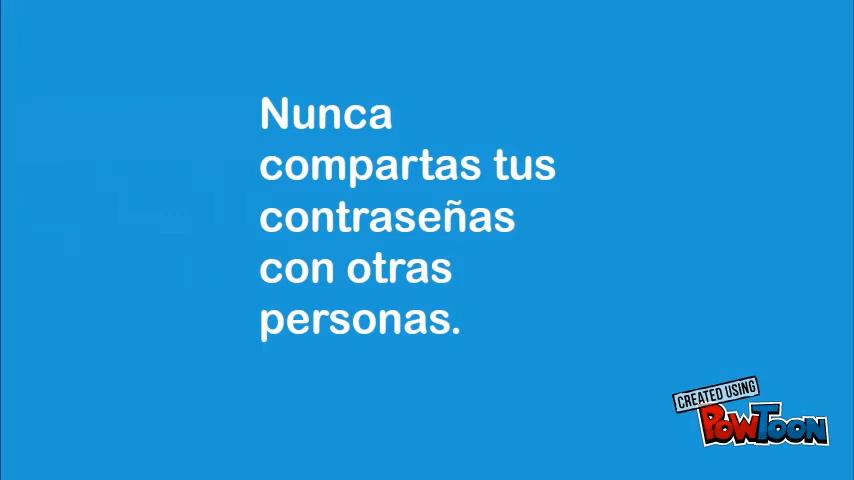 Nunca
compartas tus
contraseñas
con otras
personas.
CREATED USING
POWTOON